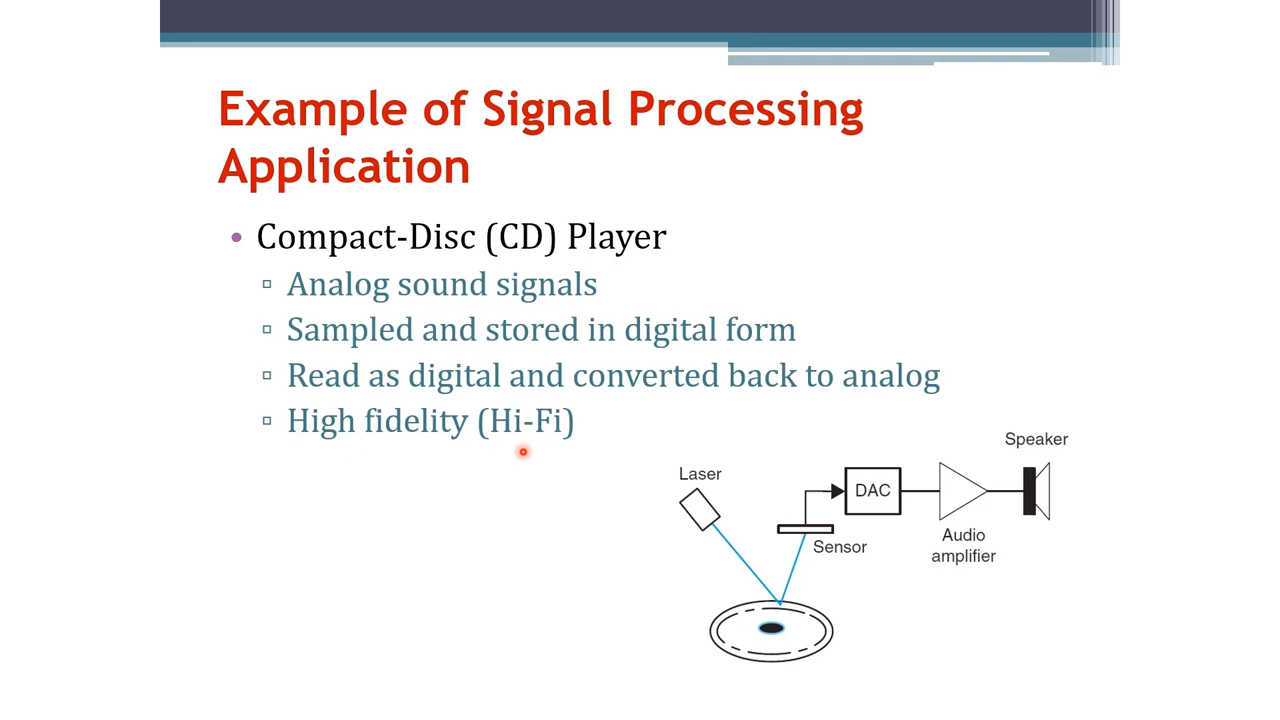 Example of Signal Processing
Application
• Compact-Disc (CD) Player
▫ Analog sound signals
▫ Sampled and stored in digital form
▫ Read as digital and converted back to analog
▫ High fidelity (Hi-Fi)
Speaker
Laser
DAC
Sensor
Audio
amplifier